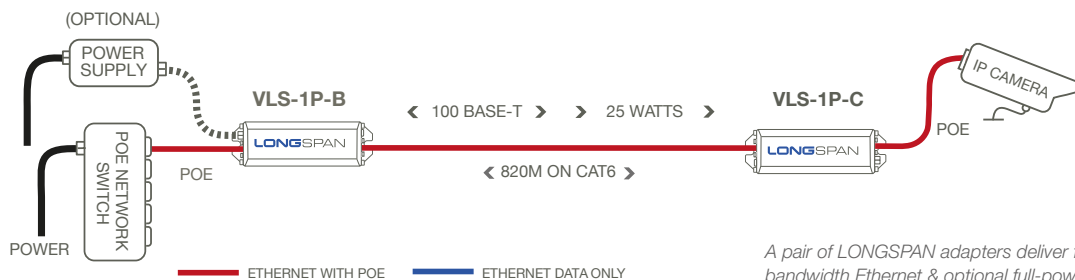 (OPTIONAL)
POWER
SUPPLY
VLS-1P-B
100 BASE-T
25 WATTS
VLS-1P-C
IP CAMERA
LONGSPAN
LONGSPAN
POE NETWORK
SWITCH
POE
POE
820M ON CAT6
POWER
ETHERNET WITH POE
ETHERNET DATA ONLY
A pair of LONGSPAN adapters deliver
bandwidth Ethernet & optional full-power